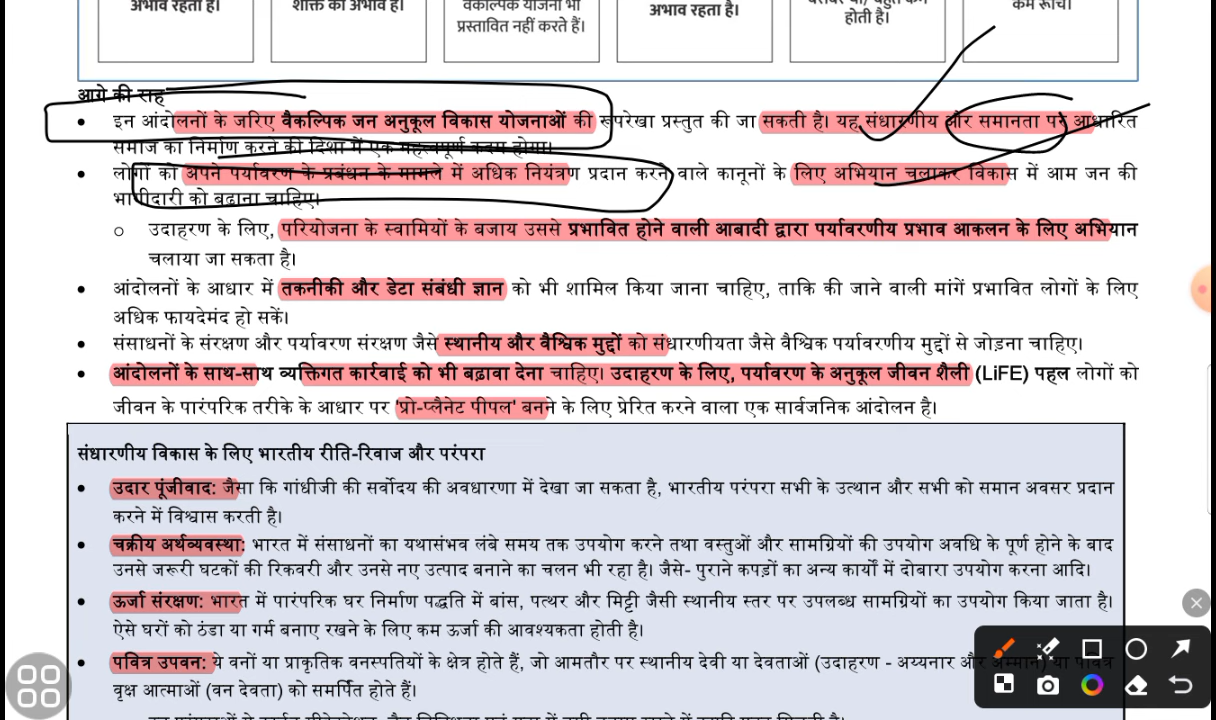 अभाव रहता है।
शक्ति का अभाव है।
वैकल्पिक योजना भी
प्रस्तावित नहीं करते हैं।
अभाव रहता है।
होती है।
कम रूचि।
आगे की राह
• इन आंदोलनों के जरिए वैकल्पिक जन अनुकूल विकास योजनाओं की रूपरेखा प्रस्तुत की जा सकती है। यह संधारणीय और समानता पर आधारित
समाज का निर्माण करने की दिशा में एक महत्वपूर्ण कदम होगा।
• लोगों को अपने पर्यावरण के प्रबंधन के मामले में अधिक नियंत्रण प्रदान करने वाले कानूनों के लिए अभियान चलाकर विकास में आम जन की
भागीदारी को बढ़ाना चाहिए।
o उदाहरण के लिए, परियोजना के स्वामियों के बजाय उससे प्रभावित होने वाली आबादी द्वारा पर्यावरणीय प्रभाव आकलन के लिए अभियान
चलाया जा सकता है।
• आंदोलनों के आधार में तकनीकी और डेटा संबंधी ज्ञान को भी शामिल किया जाना चाहिए, ताकि की जाने वाली मांगें प्रभावित लोगों के लिए
अधिक फायदेमंद हो सकें।
• संसाधनों के संरक्षण और पर्यावरण संरक्षण जैसे स्थानीय और वैश्विक मुद्दों को संधारणीयता जैसे वैश्विक पर्यावरणीय मुद्दों से जोड़ना चाहिए।
• आंदोलनों के साथ-साथ व्यक्तिगत कार्रवाई को भी बढ़ावा देना चाहिए। उदाहरण के लिए, पर्यावरण के अनुकूल जीवन शैली (LiFE) पहल लोगों को
जीवन के पारंपरिक तरीके के आधार पर 'प्रो-प्लैनेट पीपल' बनने के लिए प्रेरित करने वाला एक सार्वजनिक आंदोलन है।
संधारणीय विकास के लिए भारतीय रीति-रिवाज और परंपरा
• उदार पूंजीवाद: जैसा कि गांधीजी की सर्वोदय की अवधारणा में देखा जा सकता है, भारतीय परंपरा सभी के उत्थान और सभी को समान अवसर प्रदान
करने में विश्वास करती है।
• चक्रीय अर्थव्यवस्था: भारत में संसाधनों का यथासंभव लंबे समय तक उपयोग करने तथा वस्तुओं और सामग्रियों की उपयोग अवधि के पूर्ण होने के बाद
उनसे जरूरी घटकों की रिकवरी और उनसे नए उत्पाद बनाने का चलन भी रहा है। जैसे- पुराने कपड़ों का अन्य कार्यों में दोबारा उपयोग करना आदि।
• ऊर्जा संरक्षण: भारत में पारंपरिक घर निर्माण पद्धति में बांस, पत्थर और मिट्टी जैसी स्थानीय स्तर पर उपलब्ध सामग्रियों का उपयोग किया जाता है।
ऐसे घरों को ठंडा या गर्म बनाए रखने के लिए कम ऊर्जा की आवश्यकता होती है।
• पवित्र उपवन: ये वनों या प्राकृतिक वनस्पतियों के क्षेत्र होते हैं, जो आमतौर पर स्थानीय देवी या देवताओं (उदाहरण - अय्यनार और अम्मान) या पवित्र
वृक्ष आत्माओं (वन देवता) को समर्पित होते हैं।